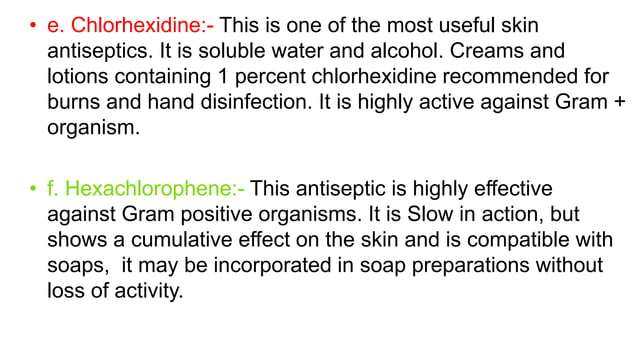 • e. Chlorhexidine:- This is one of the most useful skin
antiseptics. It is soluble water and alcohol. Creams and
lotions containing 1 percent chlorhexidine recommended for
burns and hand disinfection. It is highly active against Gram +
organism.
• f. Hexachlorophene:- This antiseptic is highly effective
against Gram positive organisms. It is Slow in action, but
shows a cumulative effect on the skin and is compatible with
soaps,  it may be incorporated in soap preparations without
loss of activity.